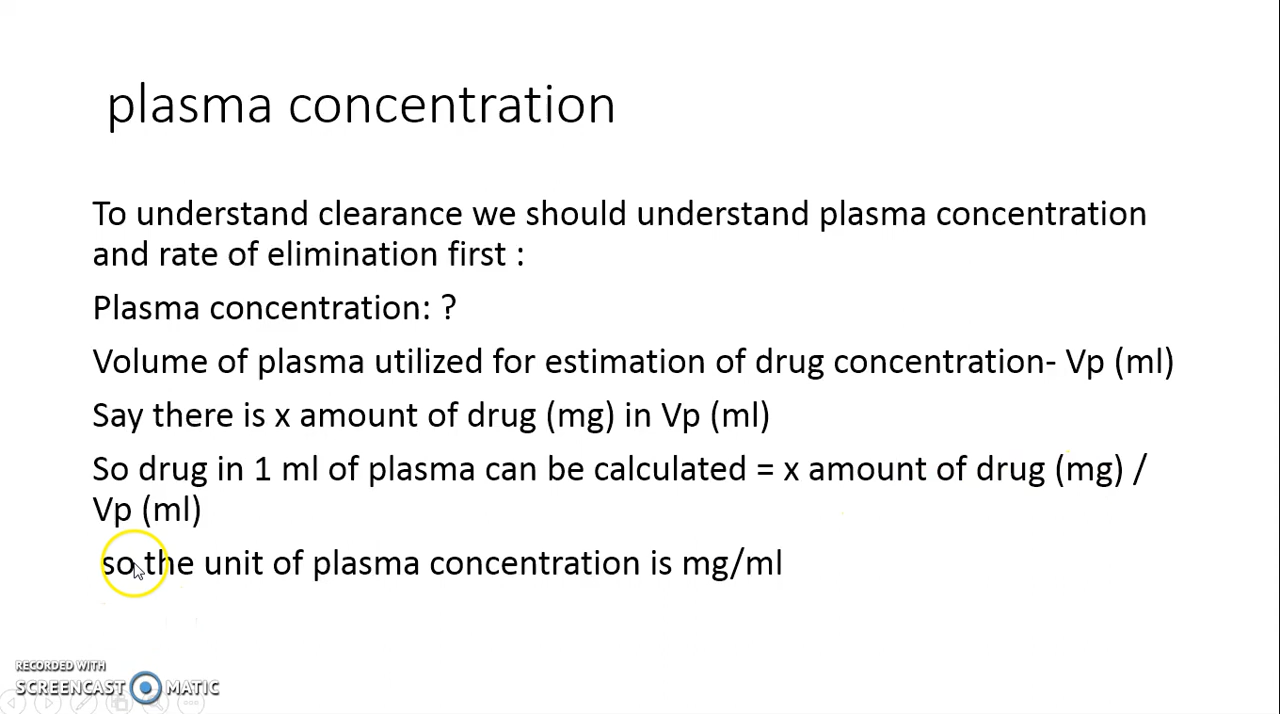 plasma concentration
To understand clearance we should understand plasma concentration
and rate of elimination first :
Plasma concentration: ?
Volume of plasma utilized for estimation of drug concentration- Vp (ml)
Say there is x amount of drug (mg) in Vp (ml)
So drug in 1 ml of plasma can be calculated = x amount of drug (mg) /
Vp (ml)
so the unit of plasma concentration is mg/ml
RECORDED WITH
SCREENCAST MATIC